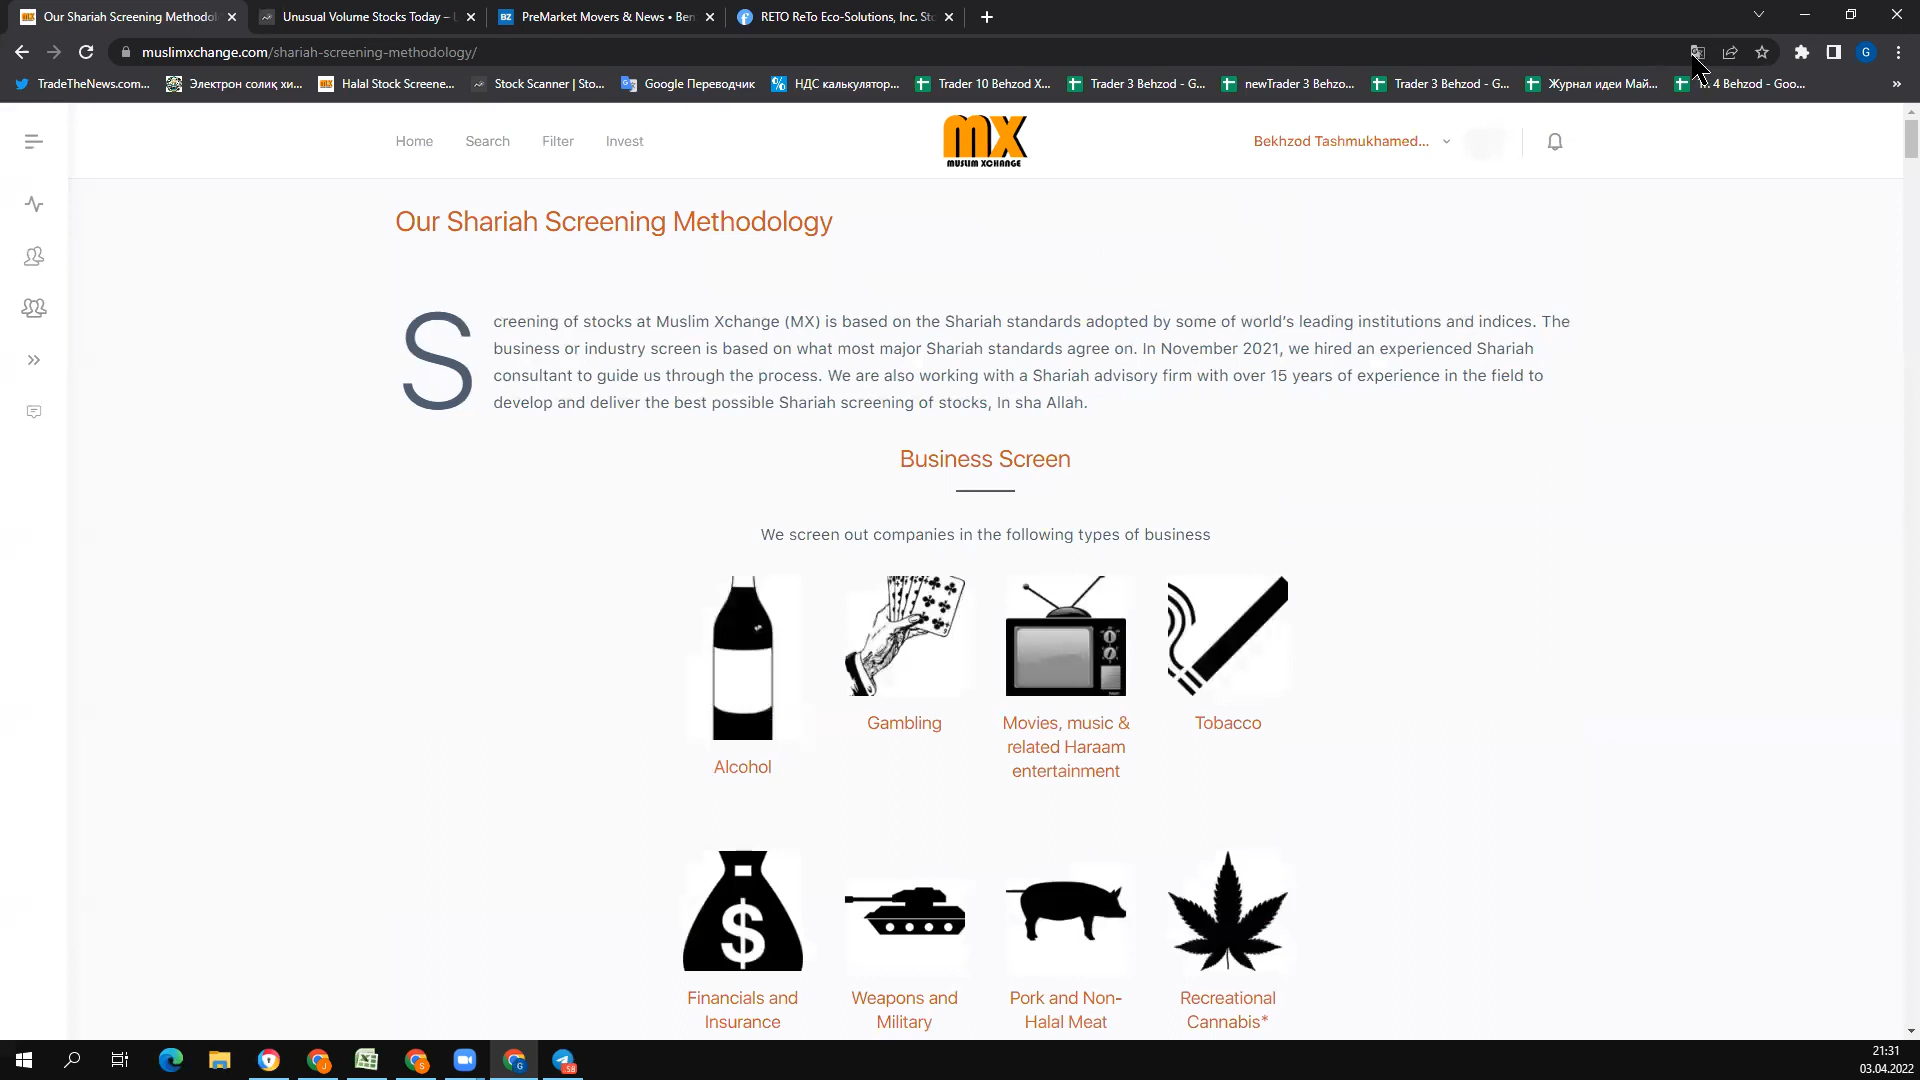 Our Shariah Screening Methodol
Unusual Volume Stocks Today –
PreMarket Movers & News • Ben
RETO ReTo Eco-Solutions, Inc. Sto
muslimxchange.com/shariah-screening-methodology/
G
TradeTheNews.com...
Электрон солиқ хи...
Halal Stock Screene...
Stock Scanner | Sto...
Google Переводчик
НДС калькулятор...
Trader 10 Behzod X...
Trader 3 Behzod - G...
newTrader 3 Behzo...
Trader 3 Behzod - G...
Журнал идеи Май...
4 Behzod - Goo...
Home
Search
Filter
Invest
MX
MUSLIM XCHANGE
Bekhzod Tashmukhamed...
Our Shariah Screening Methodology
Screening of stocks at Muslim Xchange (MX) is based on the Shariah standards adopted by some of world’s leading institutions and indices. The
business or industry screen is based on what most major Shariah standards agree on. In November 2021, we hired an experienced Shariah
consultant to guide us through the process. We are also working with a Shariah advisory firm with over 15 years of experience in the field to
develop and deliver the best possible Shariah screening of stocks, In sha Allah.
Business Screen
We screen out companies in the following types of business
Alcohol
Gambling
Movies, music &
related Haraam
entertainment
Tobacco
Financials and
Insurance
Weapons and
Military
Pork and Non-
Halal Meat
Recreational
Cannabis*
21:31
03.04.2022